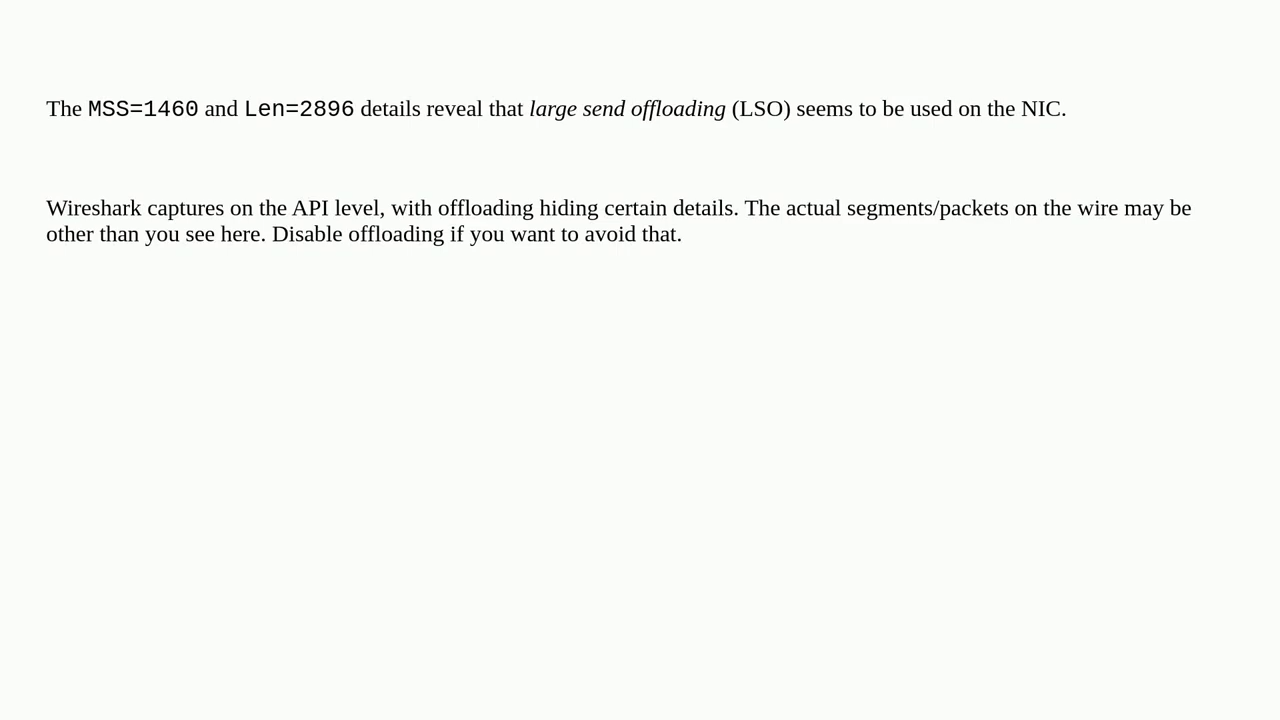 The MSS=1460 and Len=2896 details reveal that large send offloading (LSO) seems to be used on the NIC.
Wireshark captures on the API level, with offloading hiding certain details. The actual segments/packets on the wire may be
other than you see here. Disable offloading if you want to avoid that.